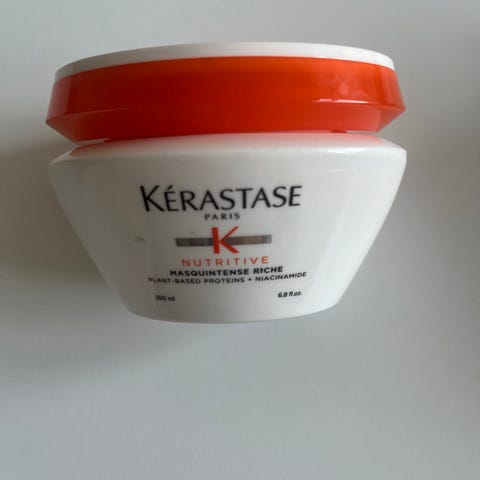 KÉRASTASE
PARIS
K
NUTRITIVE
MASQUINTENSE RICHE
PLANT-BASED PROTEINS + NIACINAMIDE
200 ml 6.8 fl.oz.